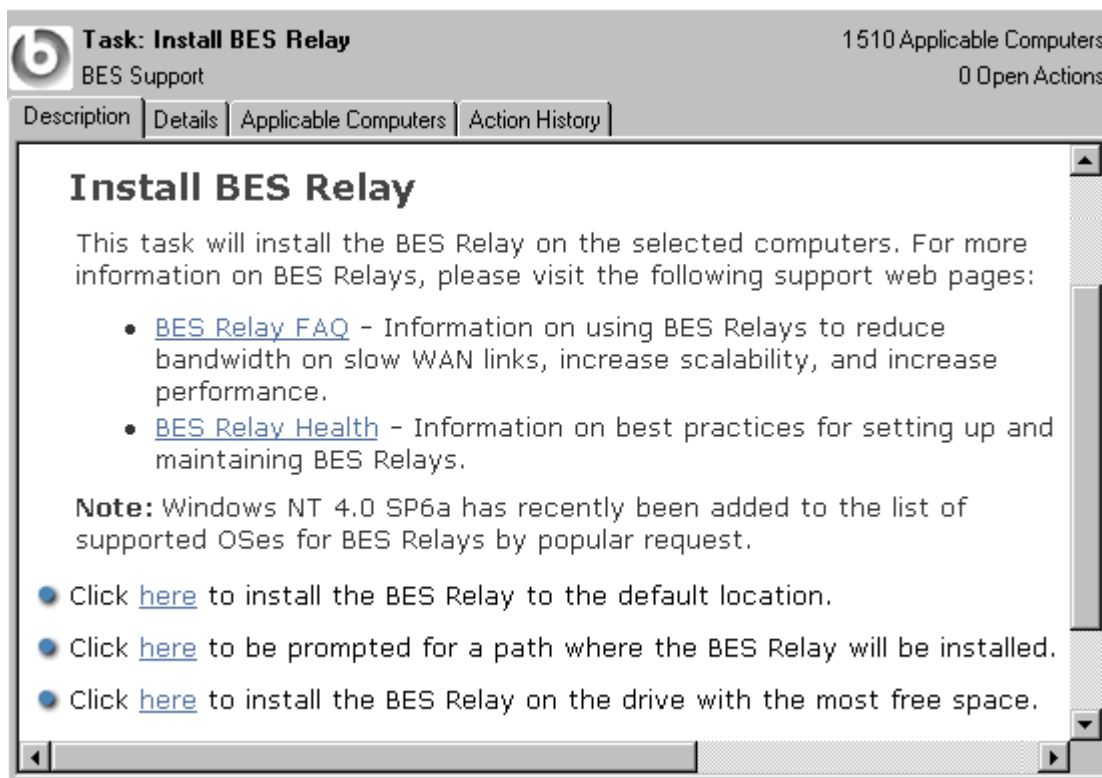 Task: Install BES Relay
1510 Applicable Computers
BES Support
0 Open Actions
Description
Details
Applicable Computers
Action History
Install BES Relay
This task will install the BES Relay on the selected computers. For more
information on BES Relays, please visit the following support web pages:
BES Relay FAQ - Information on using BES Relays to reduce
bandwidth on slow WAN links, increase scalability, and increase
performance.
BES Relay Health - Information on best practices for setting up and
maintaining BES Relays.
Note: Windows NT 4.0 SP6a has recently been added to the list of
supported OSes for BES Relays by popular request.
Click here to install the BES Relay to the default location.
Click here to be prompted for a path where the BES Relay will be installed.
Click here to install the BES Relay on the drive with the most free space.